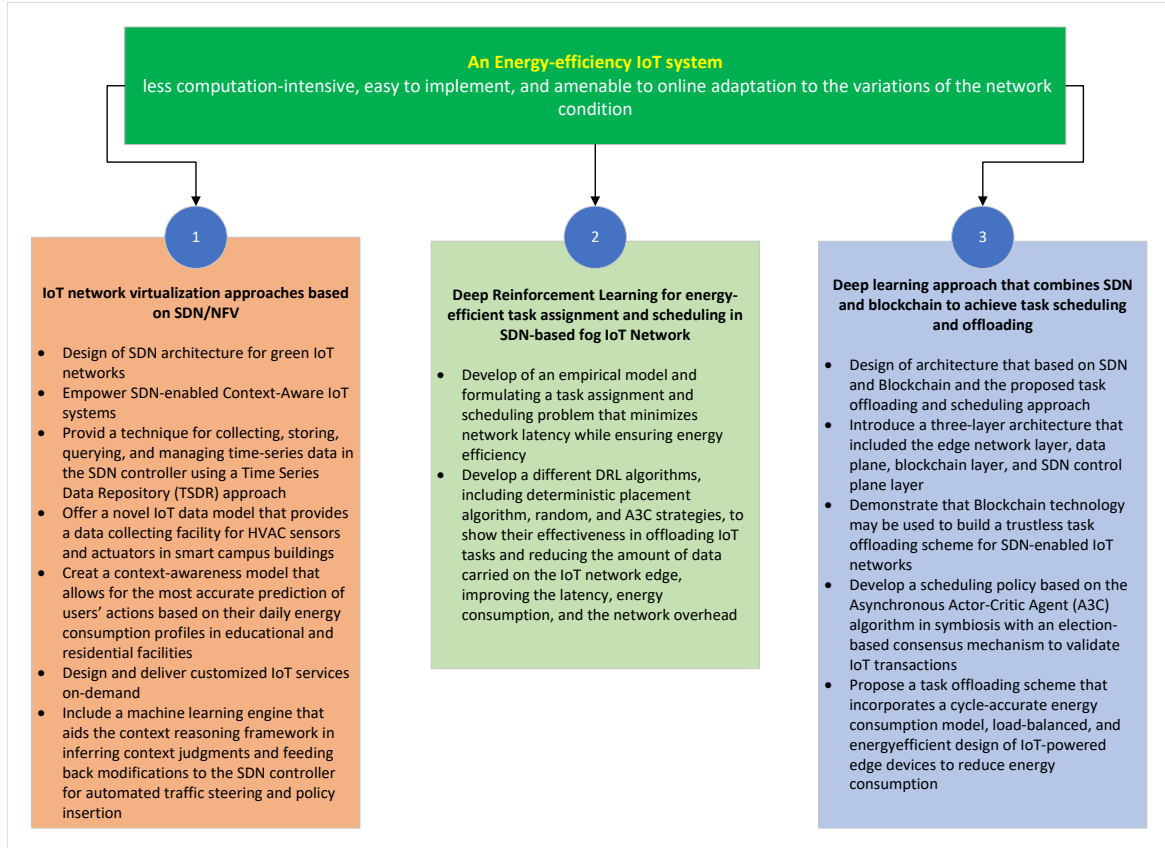 An Energy-efficiency IoT system
less computation-intensive, easy to implement, and amenable to online adaptation to the variations of the network
condition
1
IoT network virtualization approaches based
on SDN/NFV
• Design of SDN architecture for green IoT
networks
• Empower SDN-enabled Context-Aware IoT
systems
• Provid a technique for collecting, storing,
querying, and managing time-series data in
the SDN controller using a Time Series
Data Repository (TSDR) approach
• Offer a novel IoT data model that provides
a data collecting facility for HVAC sensors
and actuators in smart campus buildings
• Creat a context-awareness model that
allows for the most accurate prediction of
users’ actions based on their daily energy
consumption profiles in educational and
residential facilities
• Design and deliver customized IoT services
on-demand
• Include a machine learning engine that
aids the context reasoning framework in
inferring context judgments and feeding
back modifications to the SDN controller
for automated traffic steering and policy
insertion
2
Deep Reinforcement Learning for energy-
efficient task assignment and scheduling in
SDN-based fog IoT Network
• Develop of an empirical model and
formulating a task assignment and
scheduling problem that minimizes
network latency while ensuring energy
efficiency
• Develop a different DRL algorithms,
including deterministic placement
algorithm, random, and A3C strategies, to
show their effectiveness in offloading IoT
tasks and reducing the amount of data
carried on the IoT network edge,
improving the latency, energy
consumption, and the network overhead
3
Deep learning approach that combines SDN
and blockchain to achieve task scheduling
and offloading
• Design of architecture that based on SDN
and Blockchain and the proposed task
offloading and scheduling approach
• Introduce a three-layer architecture that
included the edge network layer, data
plane, blockchain layer, and SDN control
plane layer
• Demonstrate that Blockchain technology
may be used to build a trustless task
offloading scheme for SDN-enabled IoT
networks
• Develop a scheduling policy based on the
Asynchronous Actor-Critic Agent (A3C)
algorithm in symbiosis with an election-
based consensus mechanism to validate
IoT transactions
• Propose a task offloading scheme that
incorporates a cycle-accurate energy
consumption model, load-balanced, and
energyefficient design of IoT-powered
edge devices to reduce energy
consumption